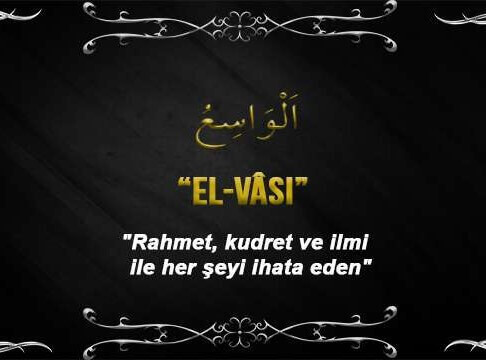 اَلْوَاسِعُ
“EL-VÂSI”
"Rahmet, kudret ve ilmi
ile her şeyi ihata eden"